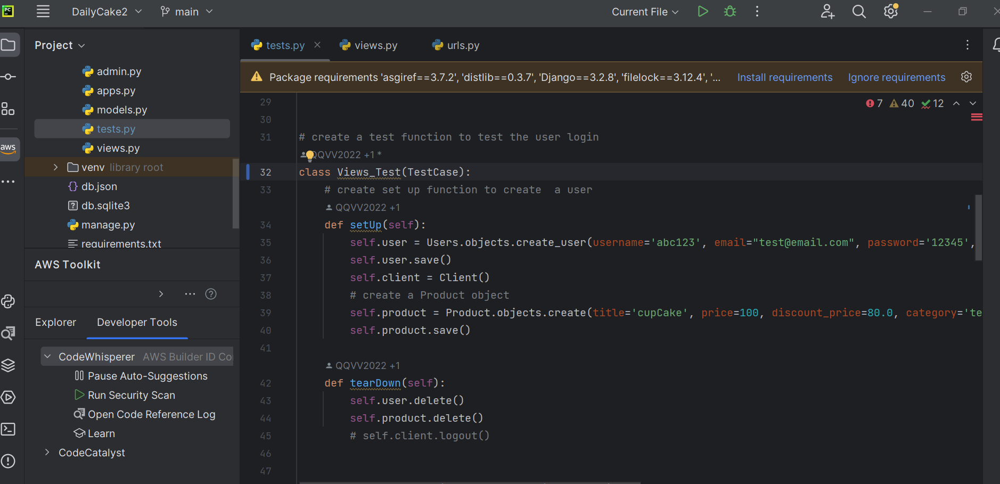 PC DailyCake2 main Current File
Project
admin.py
apps.py
models.py
tests.py
views.py
venv library root
db.json
db.sqlite3
manage.py
requirements.txt
aws
AWS Toolkit
Explorer Developer Tools
CodeWhisperer AWS Builder ID Co
Pause Auto-Suggestions
Run Security Scan
Open Code Reference Log
Learn
CodeCatalyst
tests.py views.py urls.py
Package requirements 'asgiref==3.7.2', 'distlib==0.3.7', 'Django==3.2.8', 'filelock==3.12.4', '... Install requirements Ignore requirements
7 40 12
29
30
31 # create a test function to test the user login
QQVV2022 +1 *
32 class Views_Test(TestCase):
33 # create set up function to create  a user
QQVV2022 +1
34 def setUp(self):
35 self.user = Users.objects.create_user(username='abc123', email="test@email.com", password='12345',
36 self.user.save()
37 self.client = Client()
38 # create a Product object
39 self.product = Product.objects.create(title='cupCake', price=100, discount_price=80.0, category='te
40 self.product.save()
41
QQVV2022 +1
42 def tearDown(self):
43 self.user.delete()
44 self.product.delete()
45 # self.client.logout()
46
47